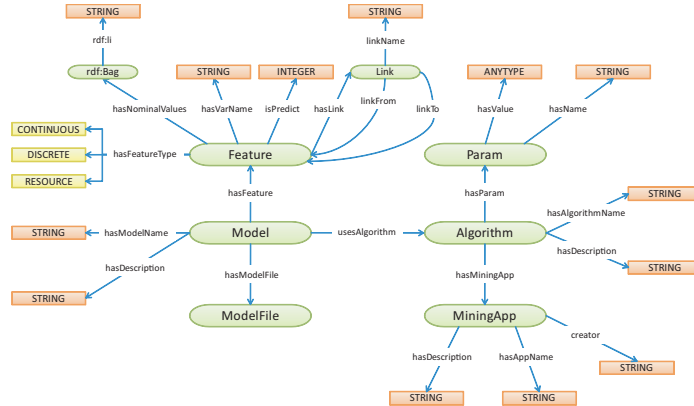 STRING
STRING
rdf:li
linkName
rdf:Bag
STRING
INTEGER
Link
ANYTYPE
STRING
hasNominalValues
hasVarName
isPredict
hasLink
linkFrom
linkTo
hasValue
hasName
CONTINUOUS
DISCRETE
RESOURCE
hasFeatureType
Feature
Param
hasFeature
hasParam
STRING
hasAlgorithmName
STRING
hasModelName
Model
usesAlgorithm
Algorithm
hasDescription
hasDescription
STRING
hasModelFile
hasMiningApp
STRING
ModelFile
MiningApp
creator
hasDescription
hasAppName
STRING
STRING
STRING